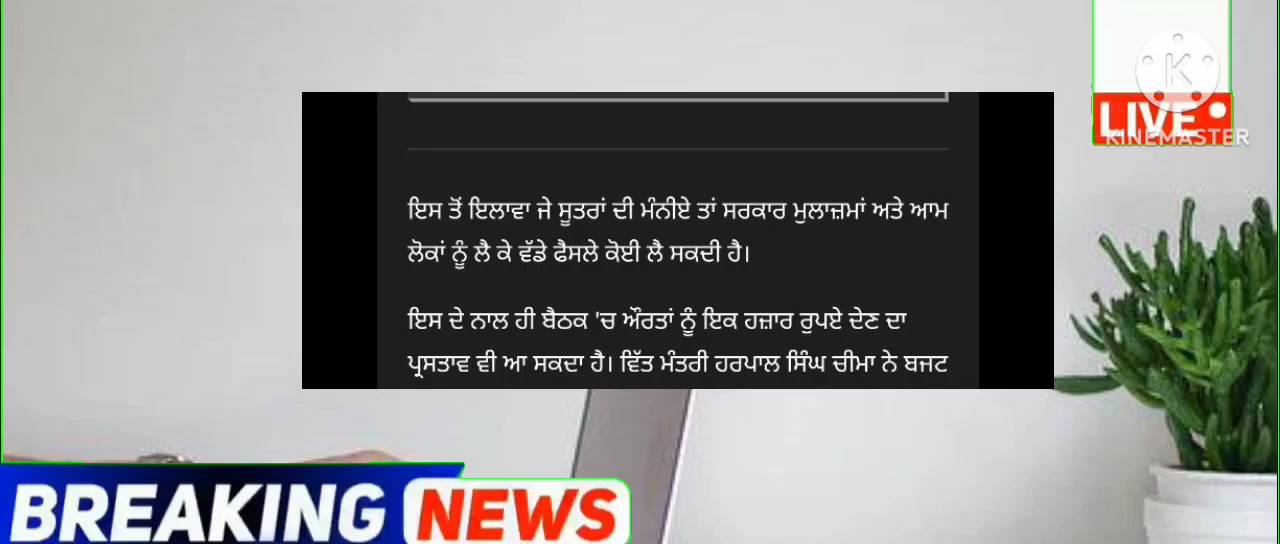 LIVE
KINEMASTER
ਇਸ ਤੋਂ ਇਲਾਵਾ ਜੇ ਸੂਤਰਾਂ ਦੀ ਮੰਨੀਏ ਤਾਂ ਸਰਕਾਰ ਮੁਲਾਜ਼ਮਾਂ ਅਤੇ ਆਮ
ਲੋਕਾਂ ਨੂੰ ਲੈ ਕੇ ਵੱਡੇ ਫੈਸਲੇ ਕੋਈ ਲੈ ਸਕਦੀ ਹੈ।
ਇਸ ਦੇ ਨਾਲ ਹੀ ਬੈਠਕ 'ਚ ਔਰਤਾਂ ਨੂੰ ਇਕ ਹਜ਼ਾਰ ਰੁਪਏ ਦੇਣ ਦਾ
ਪ੍ਰਸਤਾਵ ਵੀ ਆ ਸਕਦਾ ਹੈ। ਵਿੱਤ ਮੰਤਰੀ ਹਰਪਾਲ ਸਿੰਘ ਚੀਮਾ ਨੇ ਬਜਟ
BREAKING NEWS